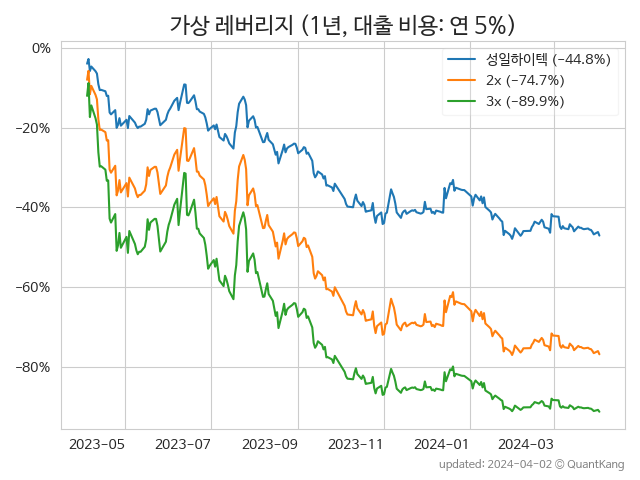 가상 레버리지 (1년, 대출 비용: 연 5%)
0%
−20%
−40%
−60%
−80%
성일하이텍 (−44.8%)
2x (−74.7%)
3x (−89.9%)
2023−05 2023−07 2023−09 2023−11 2024−01 2024−03
updated: 2024−04−02 © QuantKang